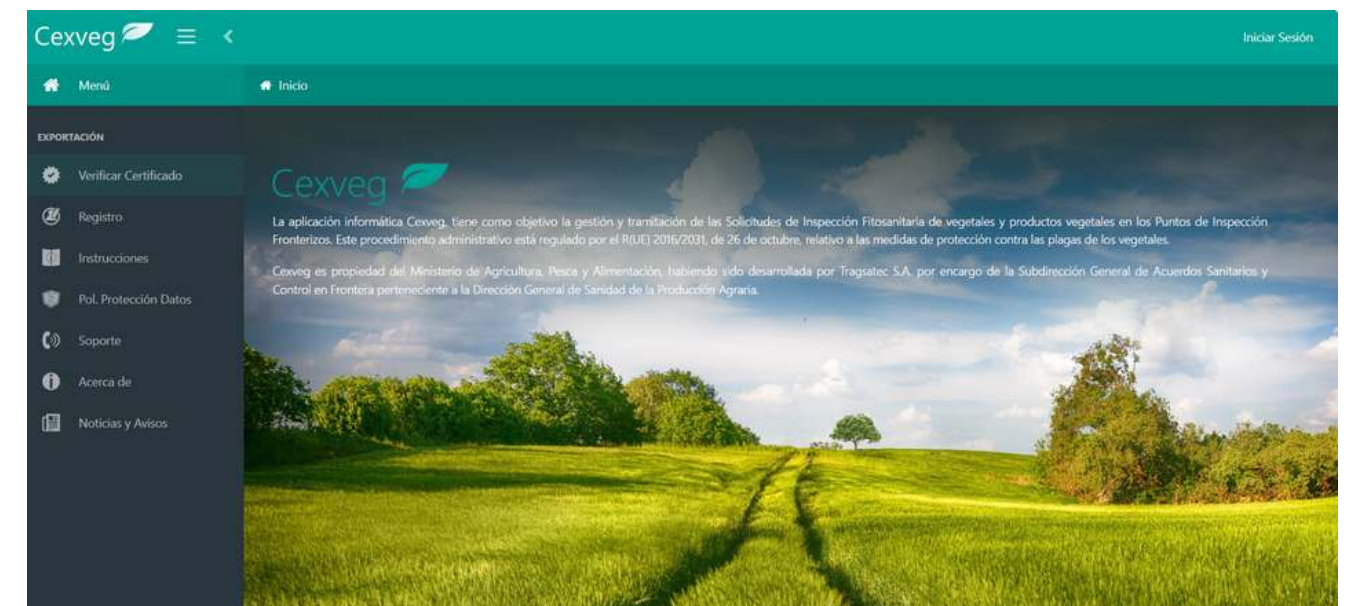 Cexveg
Iniciar Sesión
Menú
Inicio
EXPORTACIÓN
Verificar Certificado
Registro
Instrucciones
Pol. Protección Datos
Soporte
Acerca de
Noticias y Avisos
Cexveg
La aplicación informática Cexveg, tiene como objetivo la gestión y tramitación de las Solicitudes de Inspección Fitosanitaria de vegetales y productos vegetales en los Puntos de Inspección
Fronterizos. Este procedimiento administrativo está regulado por el R(UE) 2016/2031, de 26 de octubre, relativo a las medidas de protección contra las plagas de los vegetales.
Cexveg es propiedad del Ministerio de Agricultura, Pesca y Alimentación, habiendo sido desarrollada por Tragsatec S.A. por encargo de la Subdirección General de Acuerdos Sanitarios y
Control en Frontera perteneciente a la Dirección General de Sanidad de la Producción Agraria.